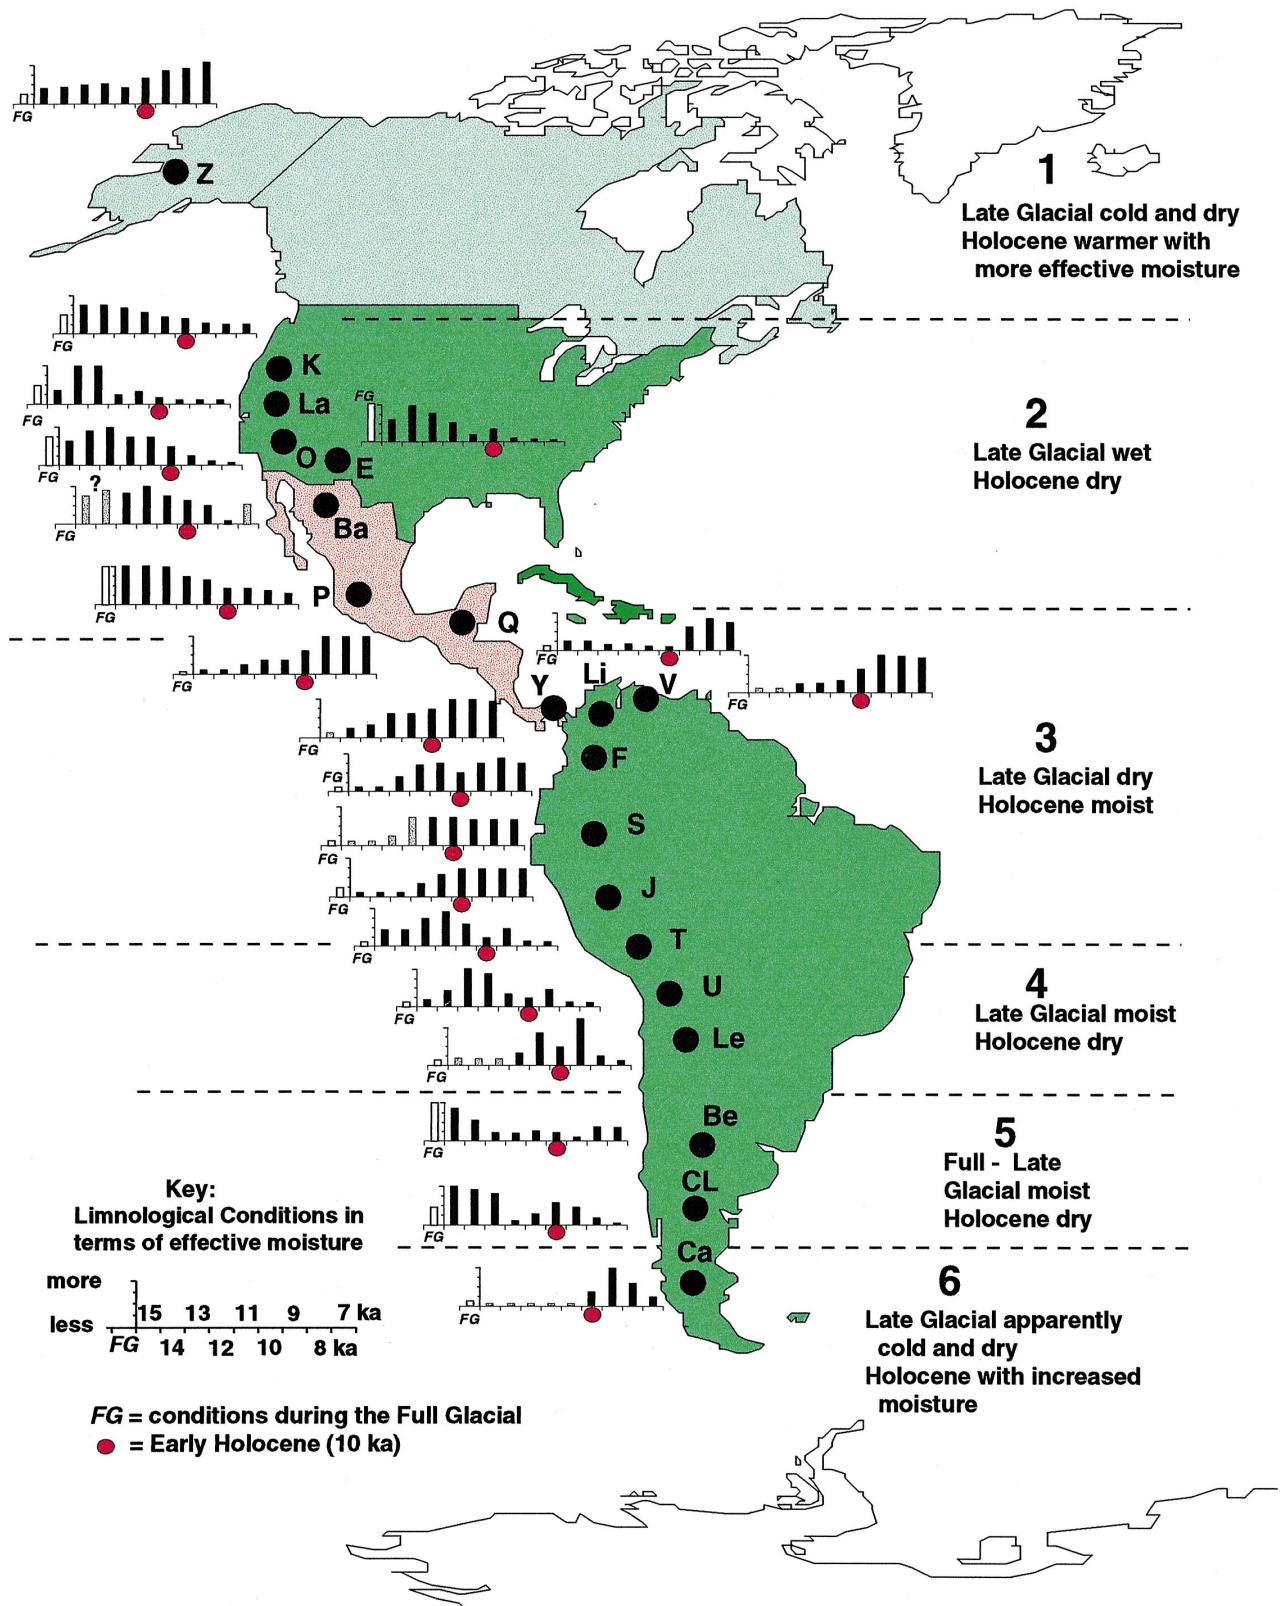 FG
Z
1
Late Glacial cold and dry
Holocene warmer with
more effective moisture
FG
K
FG
La
FG
FG
O
E
FG
?
FG
Ba
2
Late Glacial wet
Holocene dry
P
FG
Q
FG
FG
Y
Li
V
FG
FG
F
FG
3
Late Glacial dry
Holocene moist
S
FG
J
FG
T
FG
U
FG
4
Late Glacial moist
Holocene dry
Le
FG
Be
FG
5
Full - Late
Glacial moist
Holocene dry
CL
FG
Ca
FG
6
Late Glacial apparently
cold and dry
Holocene with increased
moisture
Key:
Limnological Conditions in
terms of effective moisture
more
15 13 11 9 7 ka
less
FG 14 12 10 8 ka
FG = conditions during the Full Glacial
= Early Holocene (10 ka)